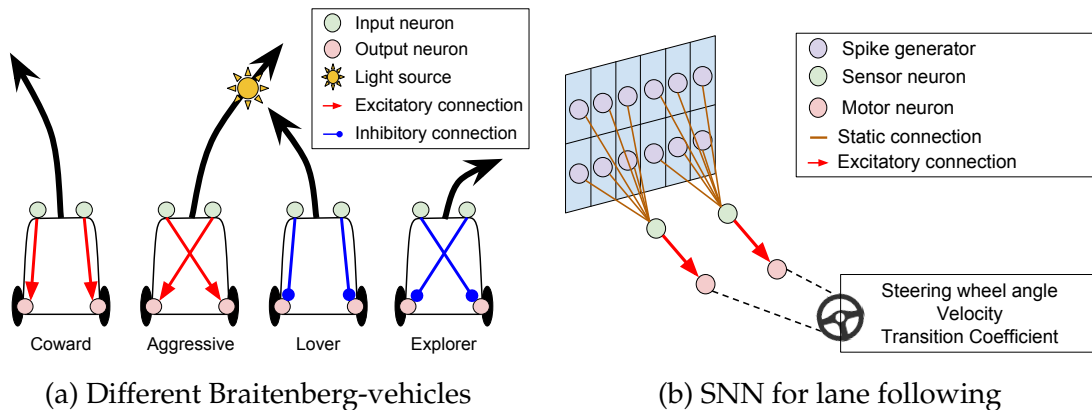 Input neuron
Output neuron
Light source
Excitatory connection
Inhibitory connection
Coward
Aggressive
Lover
Explorer
(a) Different Braitenberg-vehicles
Spike generator
Sensor neuron
Motor neuron
Static connection
Excitatory connection
Steering wheel angle
Velocity
Transition Coefficient
(b) SNN for lane following